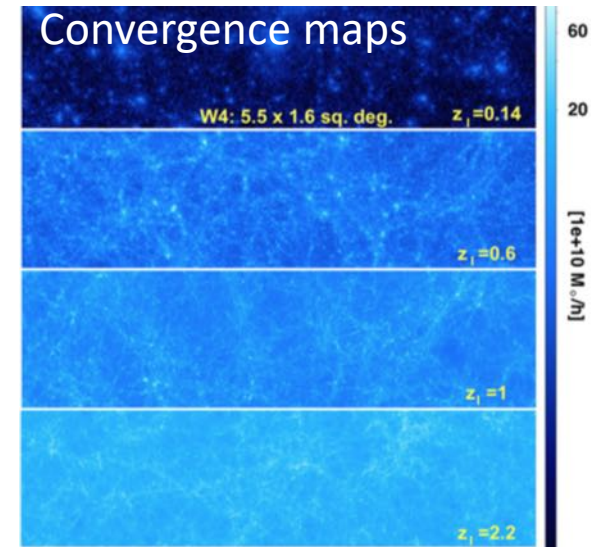 Convergence maps
60
20
W4: 5.5 x 1.6 sq. deg. z_l=0.14
z_l=0.6
[1e+10 M⊙/h]
z_l=1
z_l=2.2